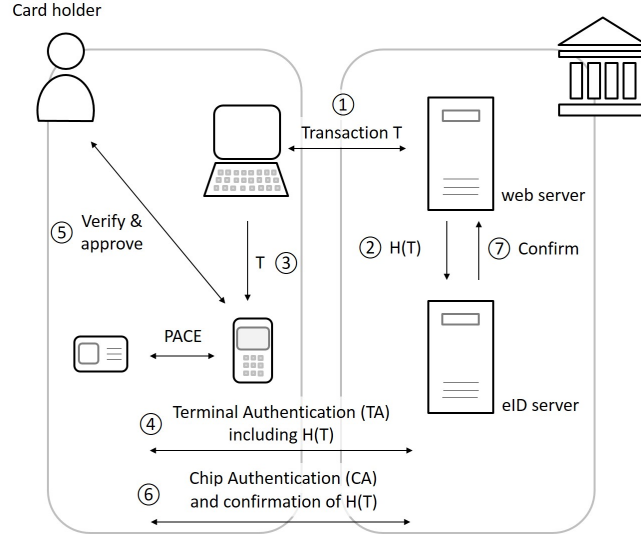 Card holder
①
Transaction T
web server
② H(T)
⑦ Confirm
⑤ Verify &
approve
T ③
PACE
eID server
④ Terminal Authentication (TA)
including H(T)
⑥ Chip Authentication (CA)
and confirmation of H(T)